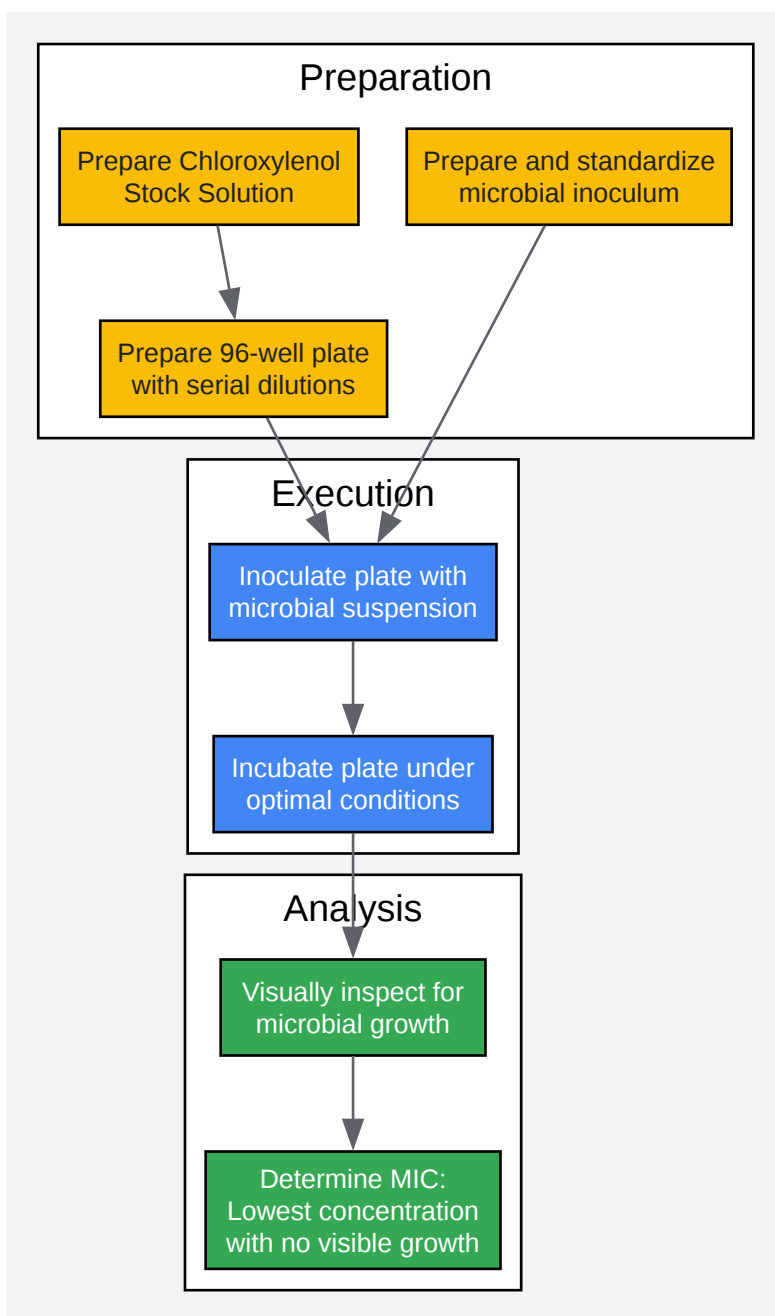 Preparation
Prepare Chloroxylenol
Stock Solution
Prepare and standardize
microbial inoculum
Prepare 96-well plate
with serial dilutions
Execution
Inoculate plate with
microbial suspension
Incubate plate under
optimal conditions
Analysis
Visually inspect for
microbial growth
Determine MIC:
Lowest concentration
with no visible growth